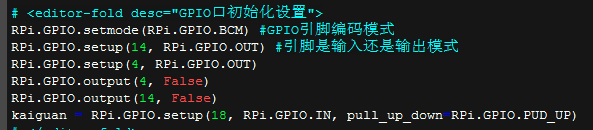 # <editor-fold desc="GPIO口初始化设置">
RPi.GPIO.setmode(RPi.GPIO.BCM) #GPIO引脚编码模式
RPi.GPIO.setup(14, RPi.GPIO.OUT) #引脚是输入还是输出模式
RPi.GPIO.setup(4, RPi.GPIO.OUT)
RPi.GPIO.output(4, False)
RPi.GPIO.output(14, False)
kaiguan   RPi.GPIO.setup(18, RPi.GPIO.IN, pull_up_down RPi.GPIO.PUD_UP)
# </editor-fold>